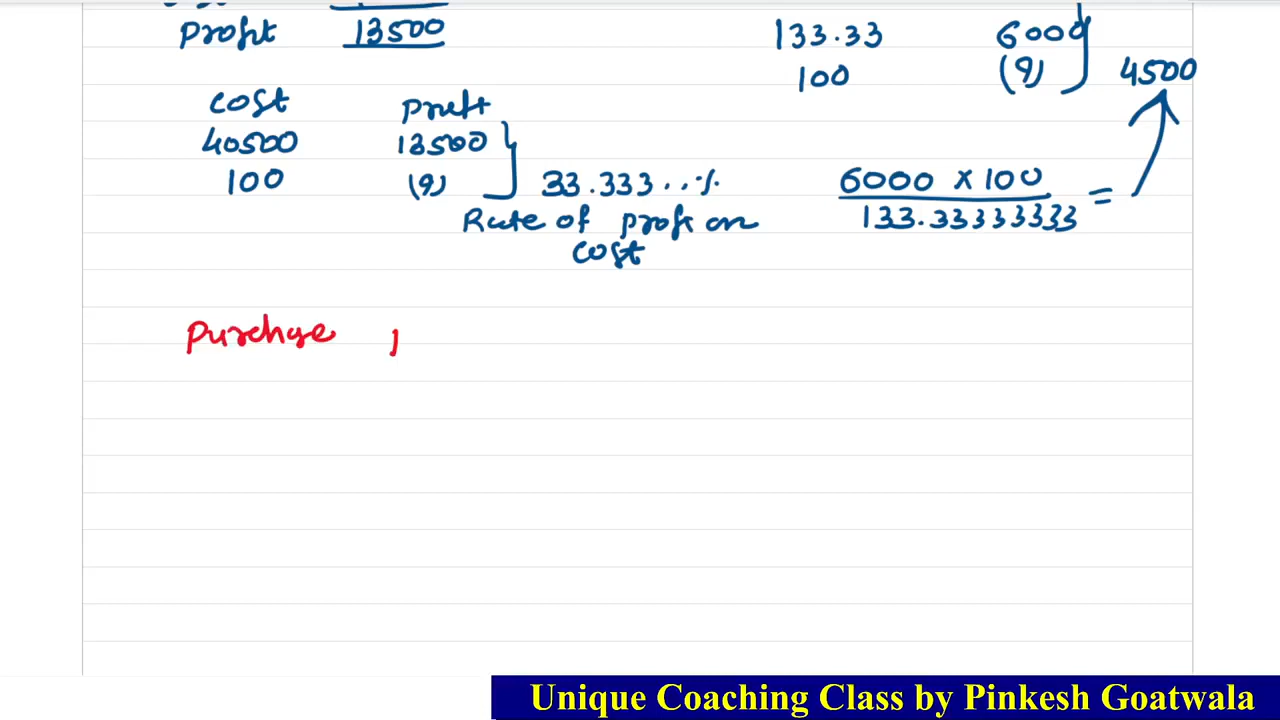 Profit 13500
133.33 6000
100 (?) 4500
Cost Profit
40500 13500
100 (?) 33.333..%
6000 x 100 =
133.33333333
Rate of profit on
cost
Purchase
Unique Coaching Class by Pinkesh Goatwala